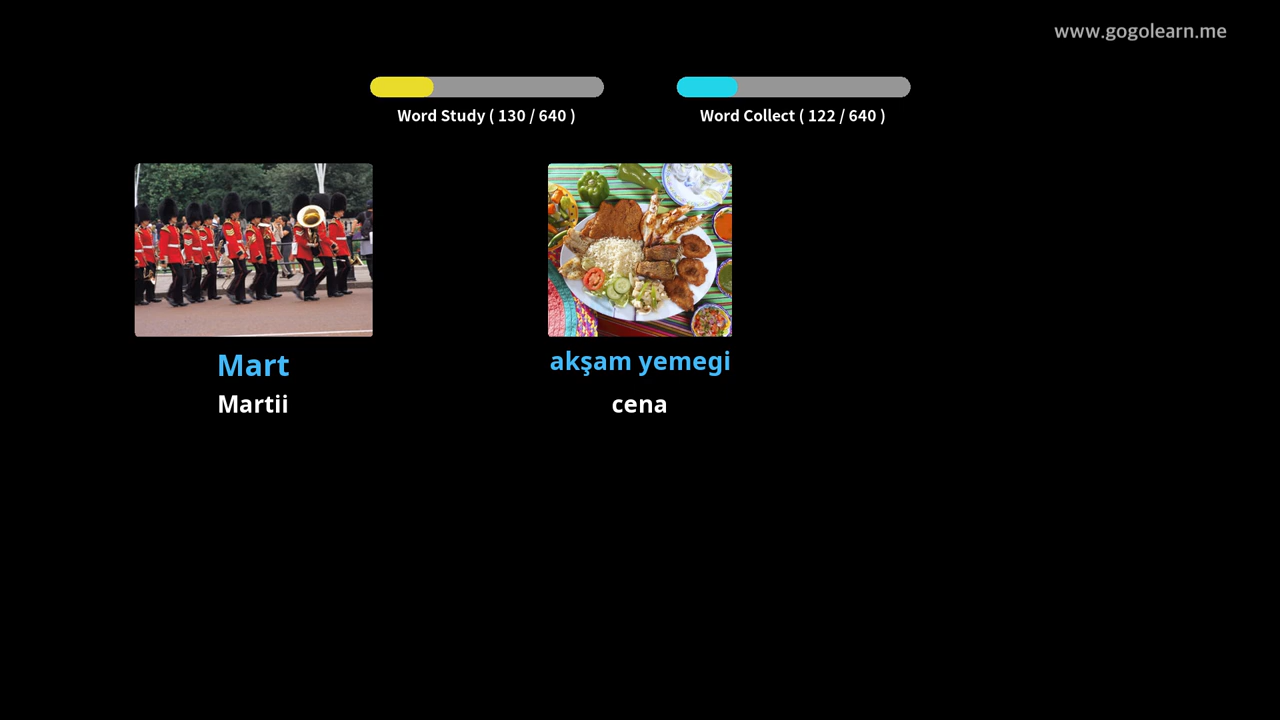 www.gogolearn.me
Word Study ( 130 / 640 )
Word Collect ( 122 / 640 )
Mart
Martii
akşam yemegi
cena